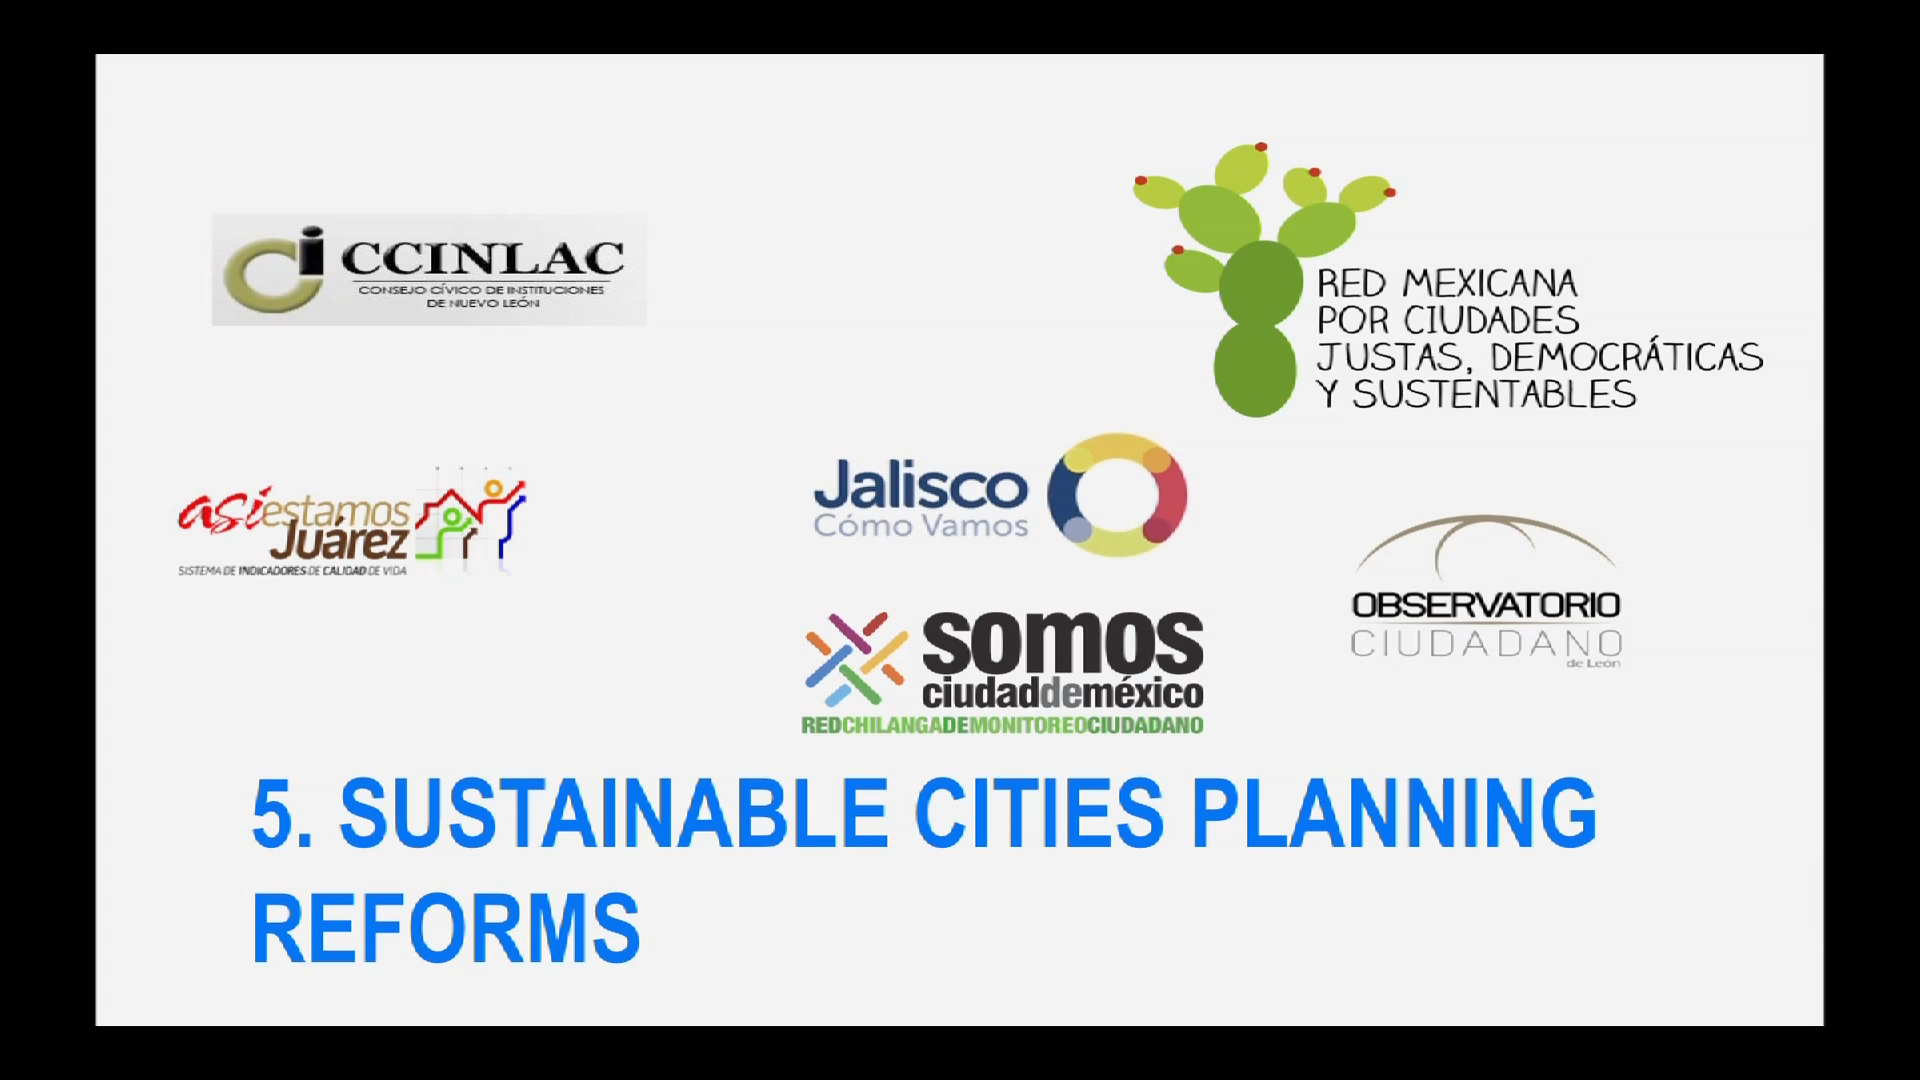 CCINLAC
CONSEJO CÍVICO DE INSTITUCIONES
DE NUEVO LEÓN
RED MEXICANA
POR CIUDADES
JUSTAS, DEMOCRÁTICAS
Y SUSTENTABLES
así estamos
Juárez
SISTEMA DE INDICADORES DE CALIDAD DE VIDA
Jalisco
Cómo Vamos
OBSERVATORIO
CIUDADANO
de León
somos
ciudaddeméxico
REDCHILANGADEMONITOREOCIUDADANO
5. SUSTAINABLE CITIES PLANNING
REFORMS